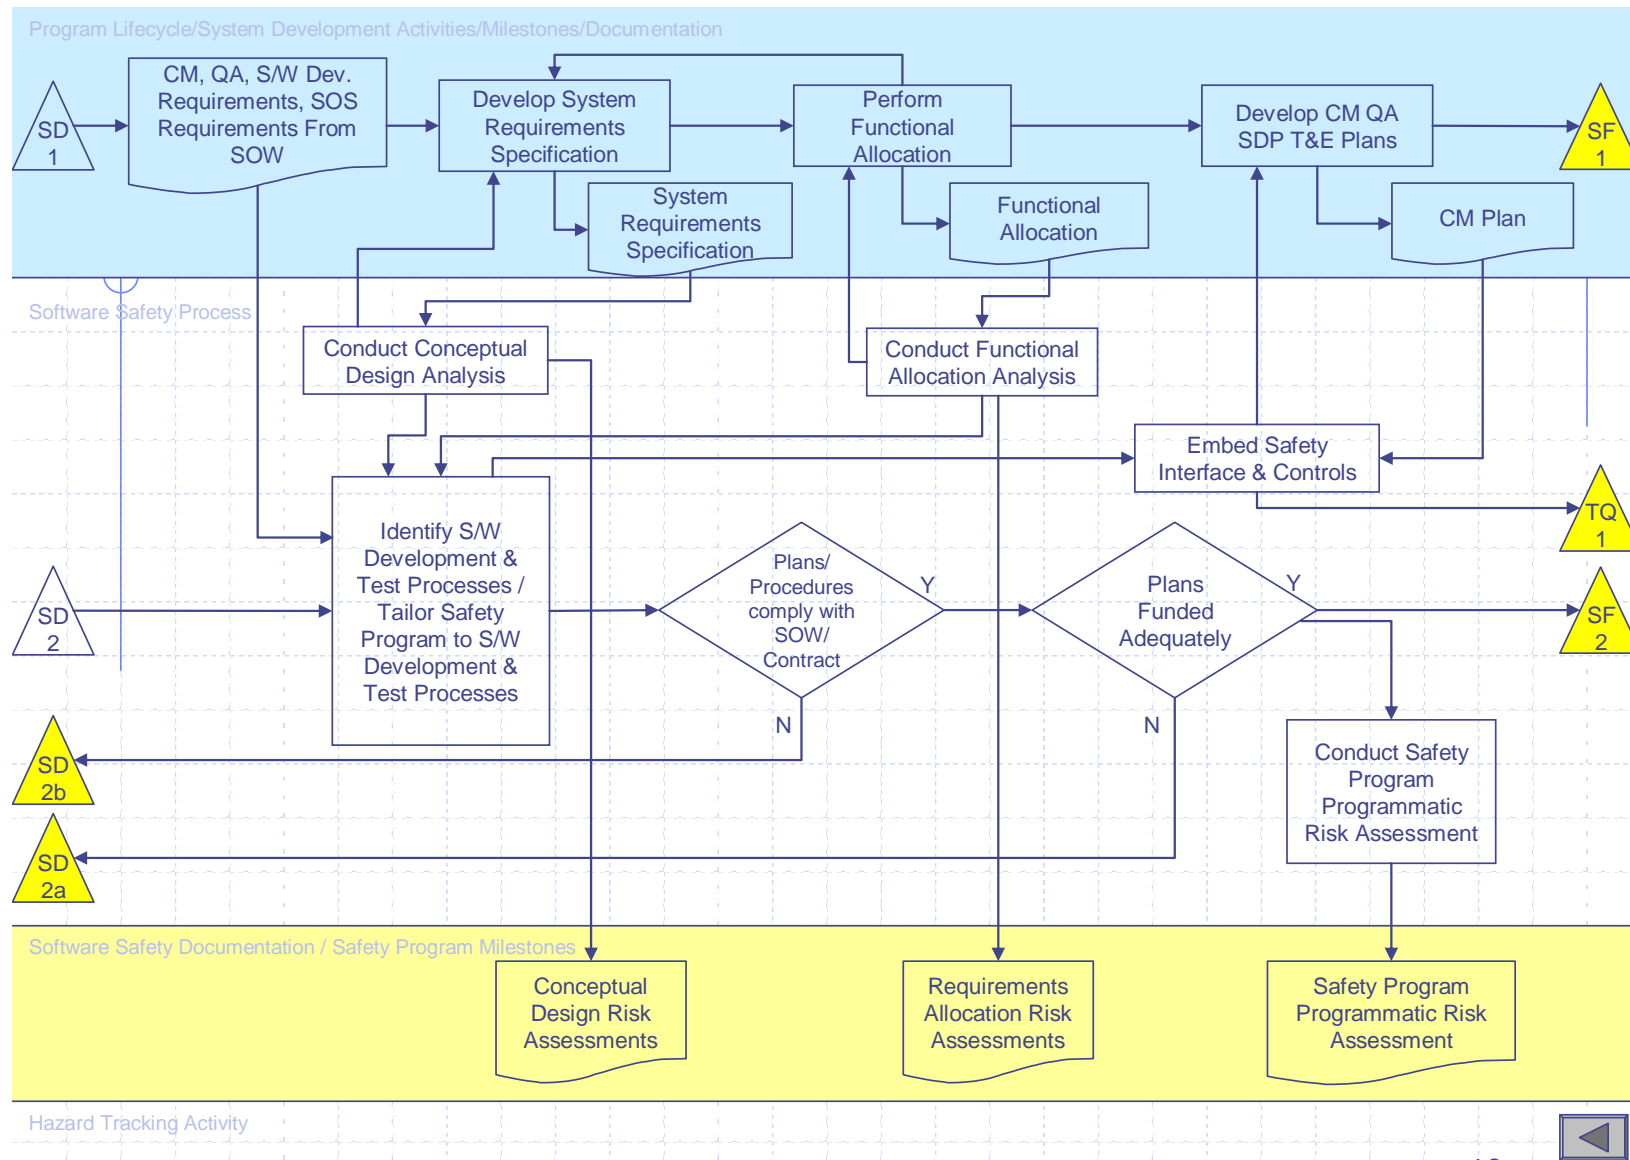 Program Lifecycle/System Development Activities/Milestones/Documentation
SD
1
CM, QA, S/W Dev.
Requirements, SOS
Requirements From
SOW
Develop System
Requirements
Specification
Perform
Functional
Allocation
Develop CM QA
SDP T&E Plans
SF
1
System
Requirements
Specification
Functional
Allocation
CM Plan
Software Safety Process
Conduct Conceptual
Design Analysis
Conduct Functional
Allocation Analysis
Embed Safety
Interface & Controls
TQ
1
Identify S/W
Development &
Test Processes /
Tailor Safety
Program to S/W
Development &
Test Processes
Plans/
Procedures
comply with
SOW/
Contract
Y
N
Plans
Funded
Adequately
Y
N
SD
2
SF
2
SD
2b
SD
2a
Conduct Safety
Program
Programmatic
Risk Assessment
Software Safety Documentation / Safety Program Milestones
Conceptual
Design Risk
Assessments
Requirements
Allocation Risk
Assessments
Safety Program
Programmatic Risk
Assessment
Hazard Tracking Activity